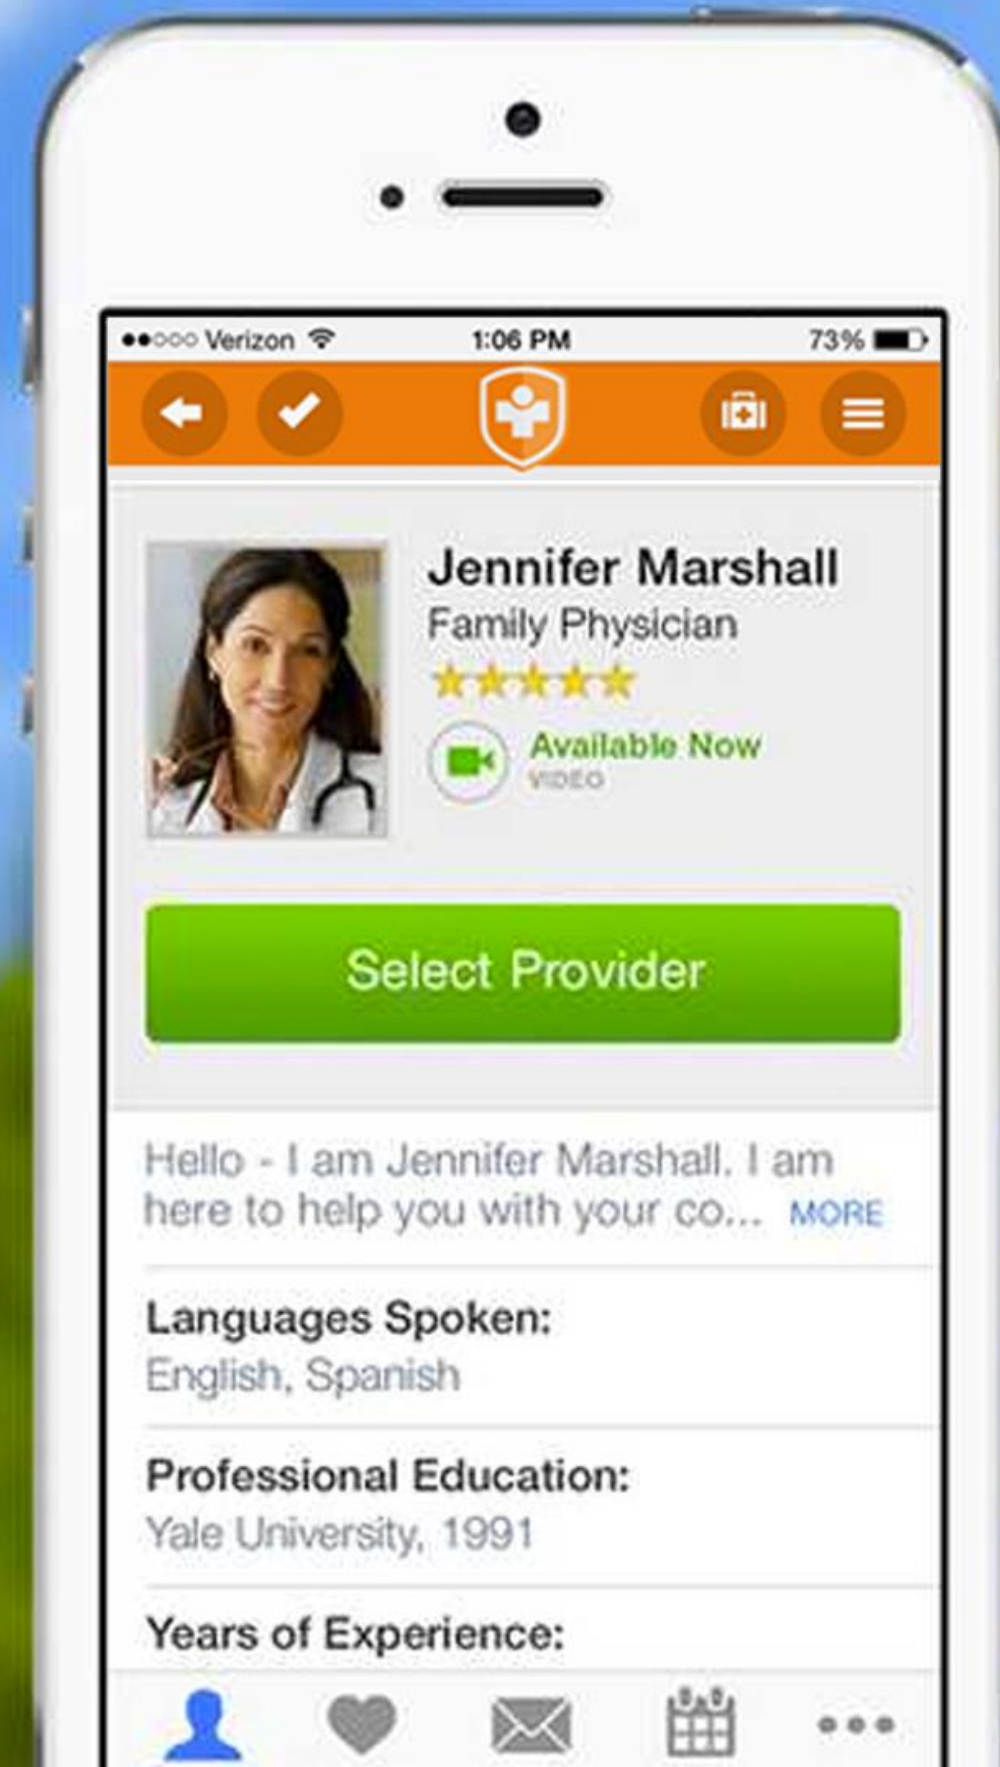 Verizon 1:06 PM 73%
Jennifer Marshall
Family Physician
Available Now
VIDEO
Select Provider
Hello - I am Jennifer Marshall. I am
here to help you with your co... MORE
Languages Spoken:
English, Spanish
Professional Education:
Yale University, 1991
Years of Experience: